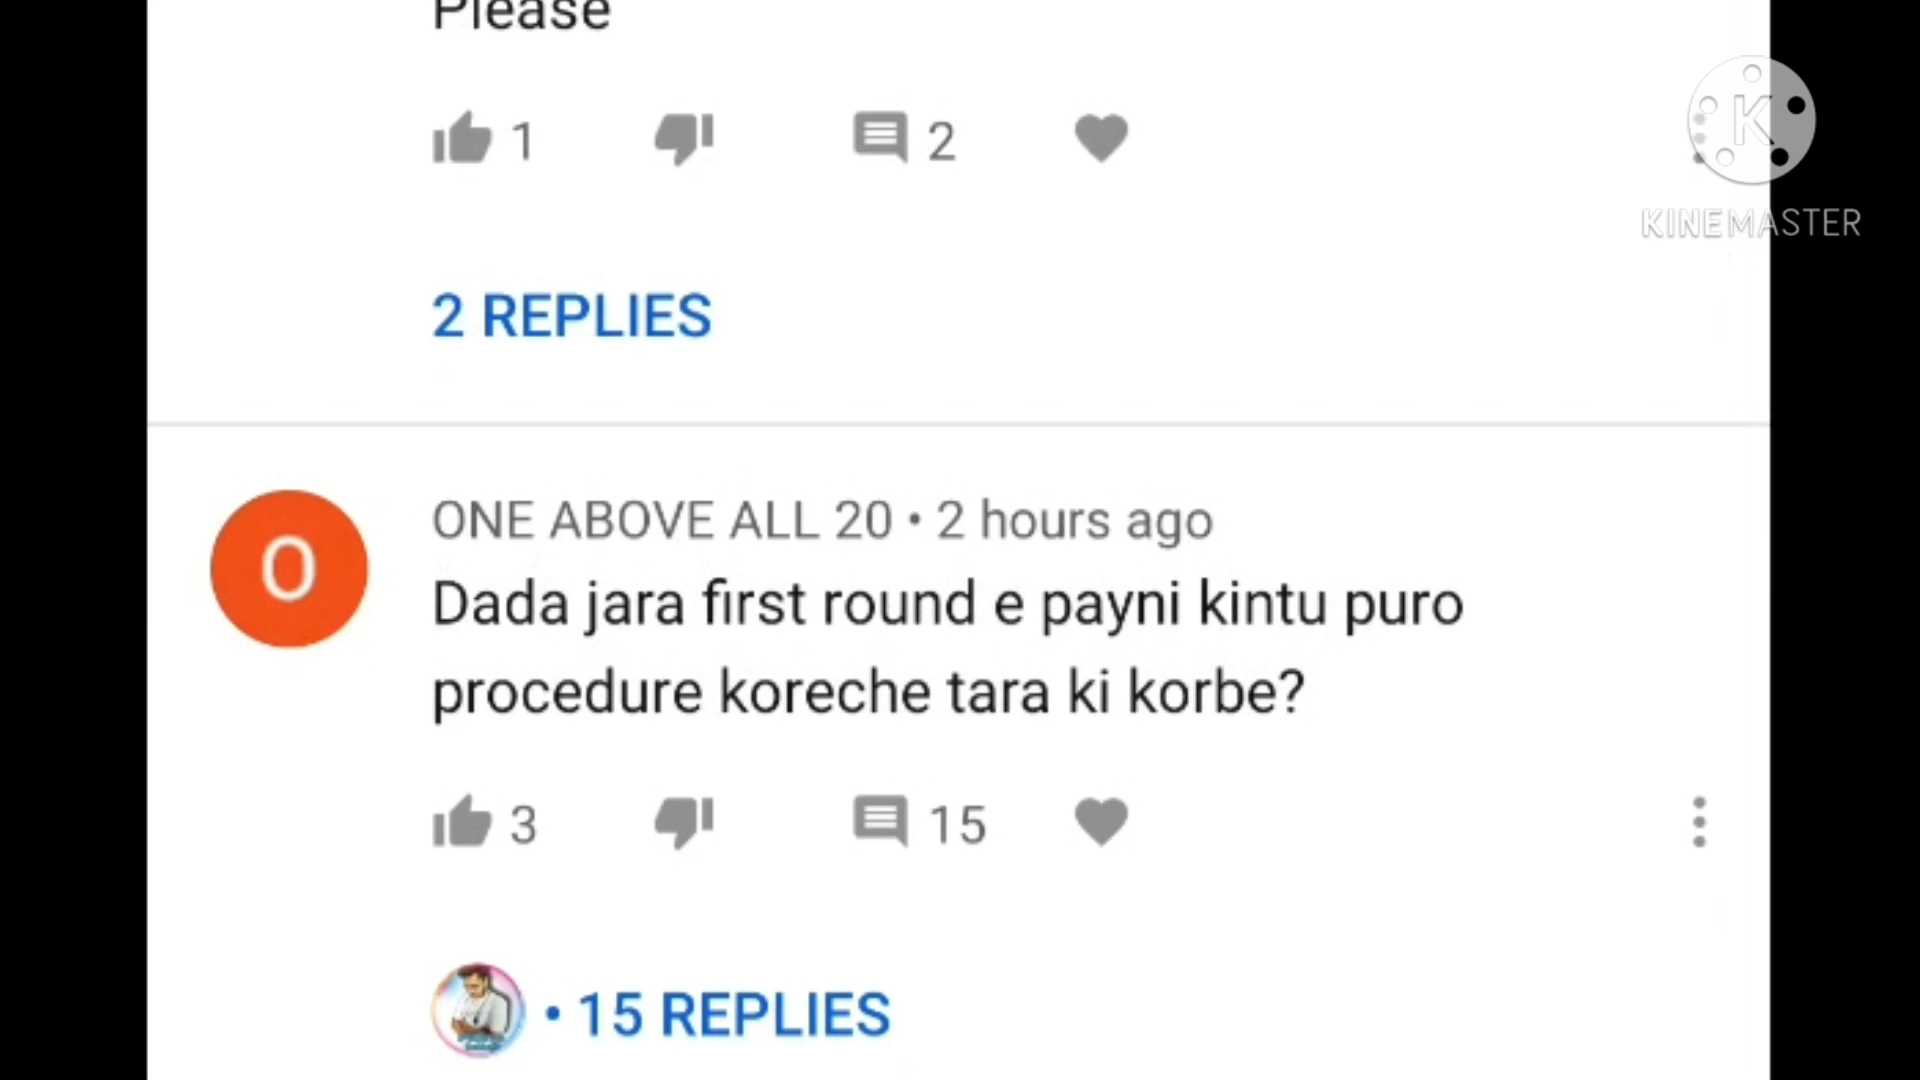 Please
1
2
K
KINEMASTER
2 REPLIES
O
ONE ABOVE ALL 20 • 2 hours ago
Dada jara first round e payni kintu puro
procedure koreche tara ki korbe?
3
15
• 15 REPLIES